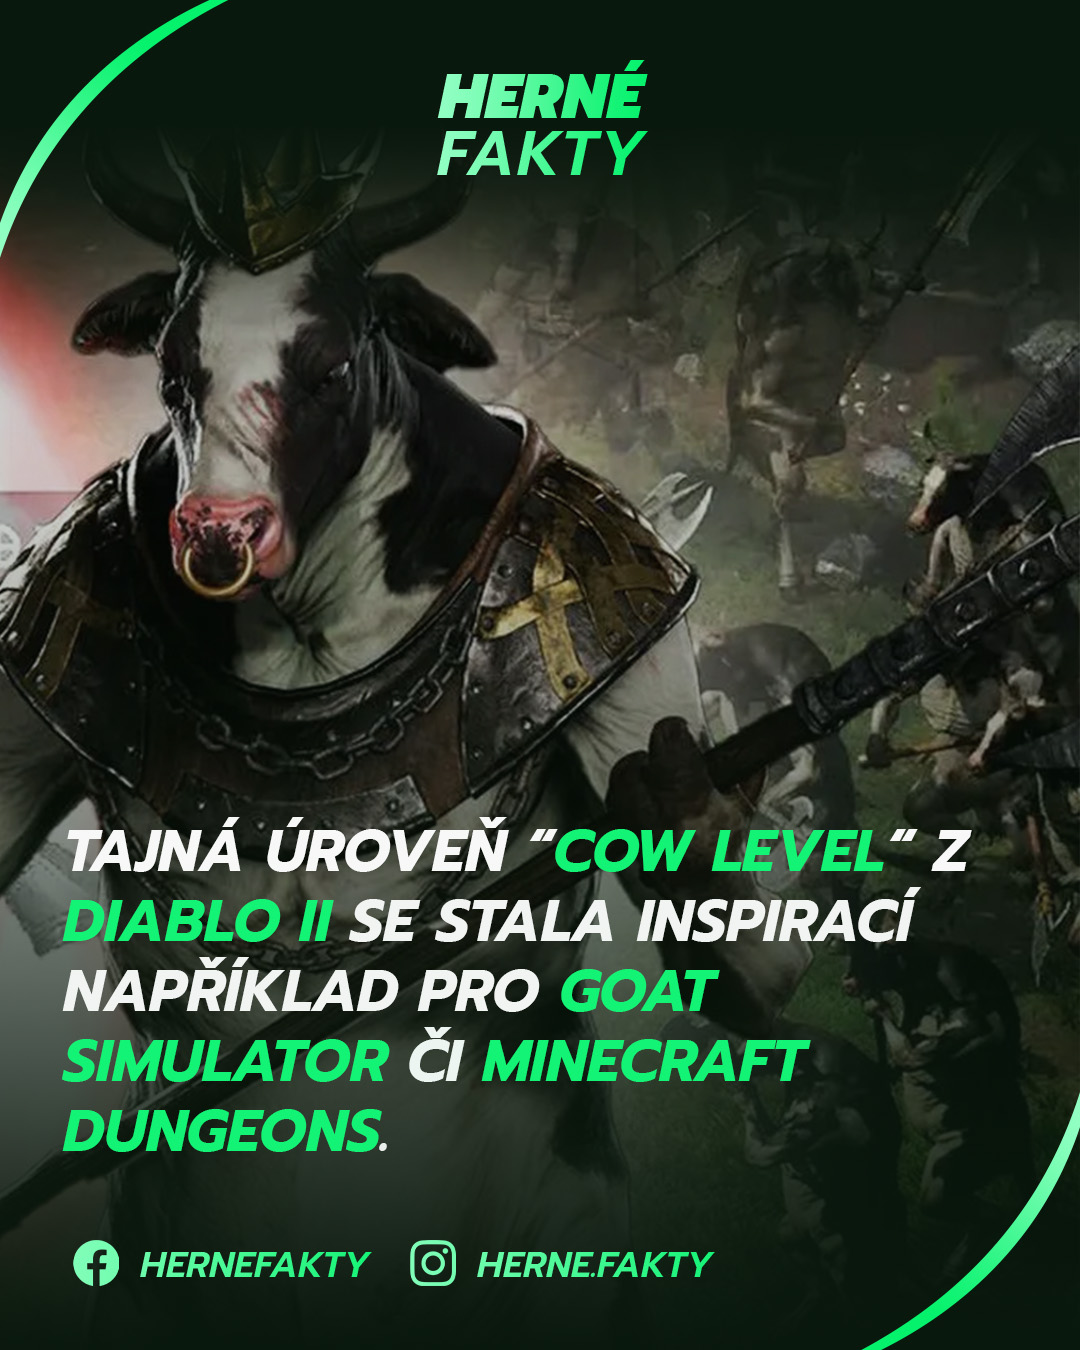 HERNÉ
FAKTY
TAJNÁ ÚROVEŇ "COW LEVEL" Z
DIABLO II SE STALA INSPIRACÍ
NAPŘÍKLAD PRO GOAT
SIMULATOR ČI MINECRAFT
DUNGEONS.
HERNEFAKTY HERNE.FAKTY